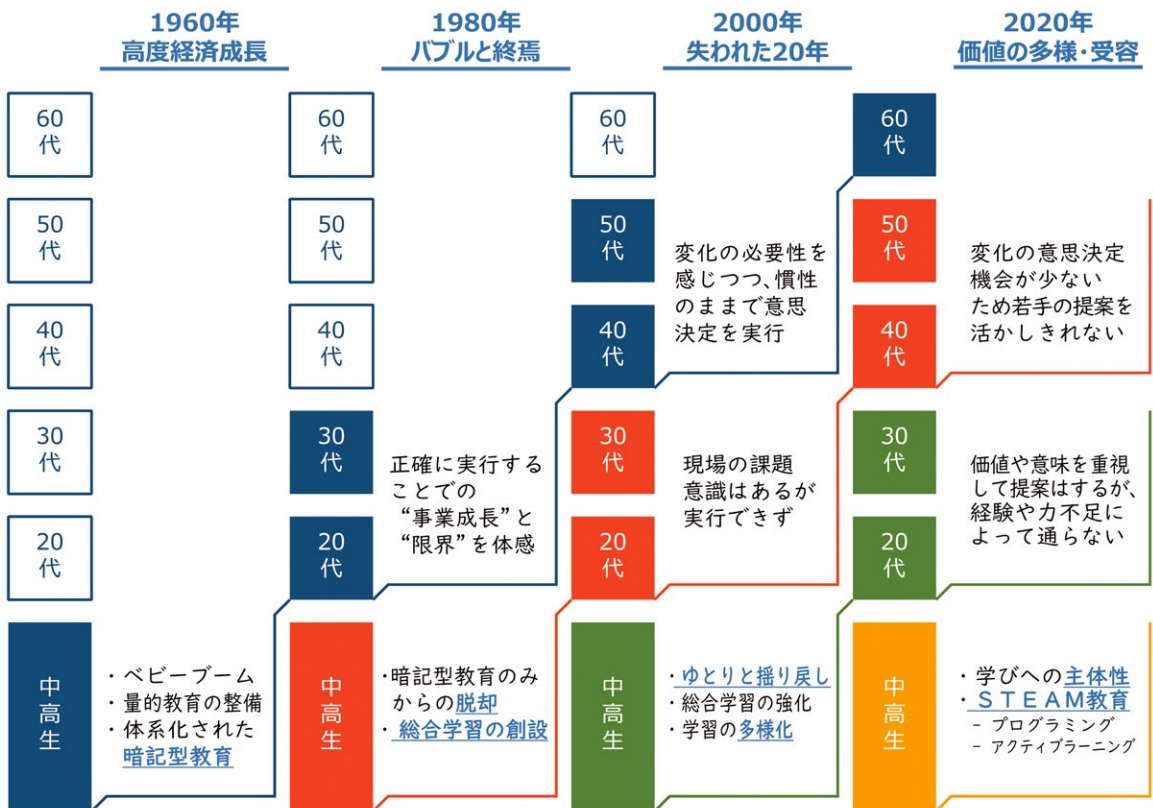 1960年
高度経済成長
1980年
バブルと終焉
2000年
失われた20年
2020年
価値の多様・受容
60
代
50
代
40
代
30
代
20
代
中高生
・ベビーブーム
・量的教育の整備
・体系化された
暗記型教育
60
代
50
代
40
代
30
代
20
代
正確に実行する
ことでの
“事業成長”と
“限界”を体感
中高生
・暗記型教育のみ
からの脱却
・総合学習の創設
60
代
50
代
40
代
変化の必要性を
感じつつ、慣性
のままで意思
決定を実行
30
代
20
代
現場の課題
意識はあるが
実行できず
中高生
・ゆとりと揺り戻し
・総合学習の強化
・学習の多様化
60
代
50
代
40
代
変化の意思決定
機会が少ない
ため若手の提案を
活かしきれない
30
代
20
代
価値や意味を重視
して提案はするが、
経験や力不足に
よって通らない
中高生
・学びへの主体性
・ＳＴＥＡＭ教育
– プログラミング
– アクティブラーニング